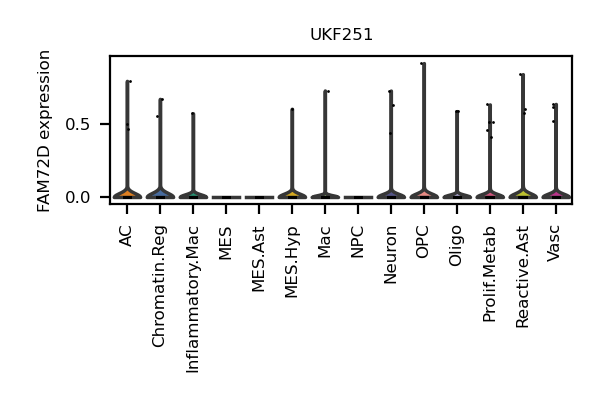 UKF251
FAM72D expression
0.5
0.0
AC
Chromatin.Reg
Inflammatory.Mac
MES
MES.Ast
MES.Hyp
Mac
NPC
Neuron
OPC
Oligo
Prolif.Metab
Reactive.Ast
Vasc